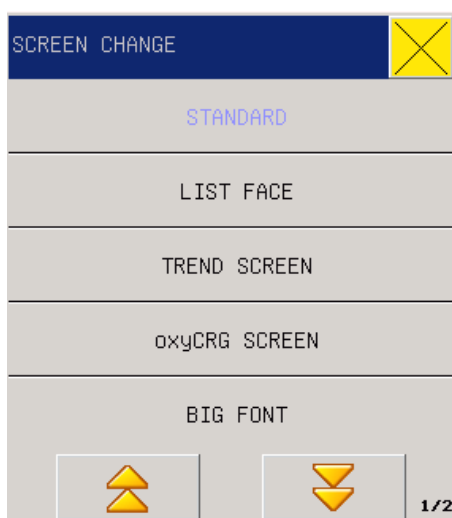 SCREEN CHANGE
STANDARD
LIST FACE
TREND SCREEN
oxyCRG SCREEN
BIG FONT
1/2